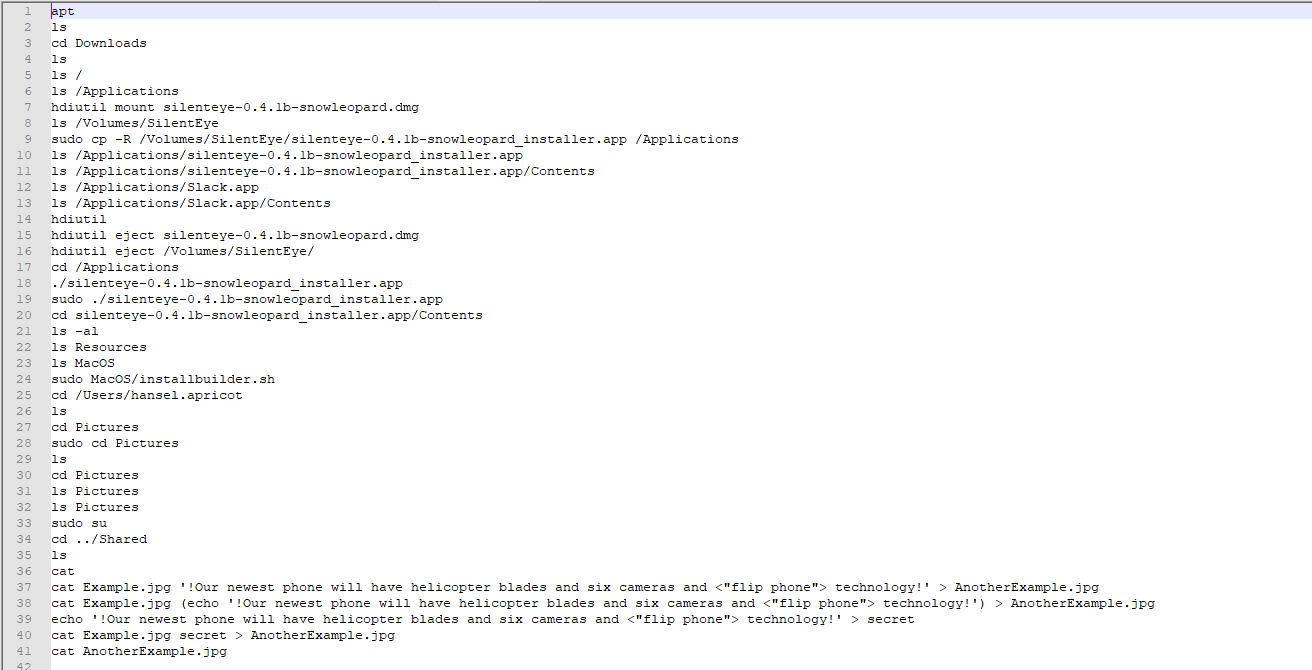 1 apt
2 ls
3 cd Downloads
4 ls
5 ls /
6 ls /Applications
7 hdiutil mount silenteye-0.4.1b-snowleopard.dmg
8 ls /Volumes/SilentEye
9 sudo cp -R /Volumes/SilentEye/silenteye-0.4.1b-snowleopard_installer.app /Applications
10 ls /Applications/silenteye-0.4.1b-snowleopard_installer.app
11 ls /Applications/silenteye-0.4.1b-snowleopard_installer.app/Contents
12 ls /Applications/Slack.app
13 ls /Applications/Slack.app/Contents
14 hdiutil
15 hdiutil eject silenteye-0.4.1b-snowleopard.dmg
16 hdiutil eject /Volumes/SilentEye/
17 cd /Applications
18 ./silenteye-0.4.1b-snowleopard_installer.app
19 sudo ./silenteye-0.4.1b-snowleopard_installer.app
20 cd silenteye-0.4.1b-snowleopard_installer.app/Contents
21 ls -al
22 ls Resources
23 ls MacOS
24 sudo MacOS/installbuilder.sh
25 cd /Users/hansel.apricot
26 ls
27 cd Pictures
28 sudo cd Pictures
29 ls
30 cd Pictures
31 ls Pictures
32 ls Pictures
33 sudo su
34 cd ../Shared
35 ls
36 cat
37 cat Example.jpg '!Our newest phone will have helicopter blades and six cameras and <"flip phone"> technology!' > AnotherExample.jpg
38 cat Example.jpg (echo '!Our newest phone will have helicopter blades and six cameras and <"flip phone"> technology!') > AnotherExample.jpg
39 echo '!Our newest phone will have helicopter blades and six cameras and <"flip phone"> technology!' > secret
40 cat Example.jpg secret > AnotherExample.jpg
41 cat AnotherExample.jpg
42